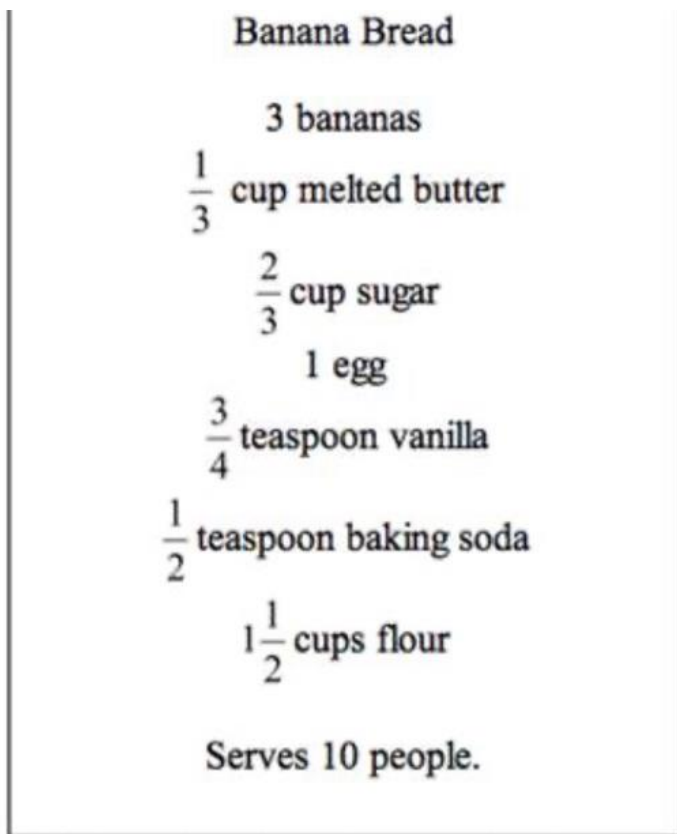 Banana Bread
3 bananas
1/3 cup melted butter
2/3 cup sugar
1 egg
3/4 teaspoon vanilla
1/2 teaspoon baking soda
1 1/2 cups flour
Serves 10 people.